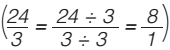 (24/3 = 24 ÷ 3/3 ÷ 3 = 8/1)